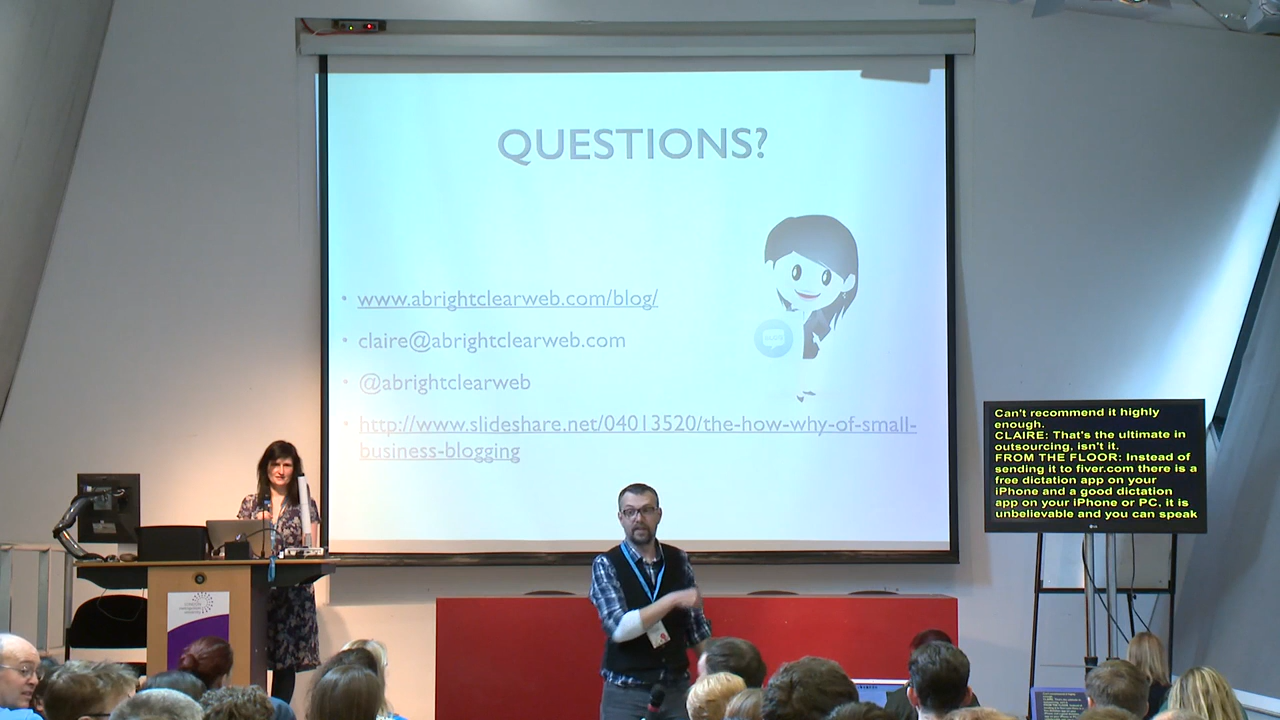 QUESTIONS?
• www.abrightclearweb.com/blog/
• claire@abrightclearweb.com
• @abrightclearweb
• http://www.slideshare.net/04013520/the-how-why-of-small-
business-blogging
Can't recommend it highly
enough.
CLAIRE: That's the ultimate in
outsourcing, isn't it.
FROM THE FLOOR: Instead of
sending it to fiver.com there is a
free dictation app on your
iPhone and a good dictation
app on your iPhone or PC, it is
unbelievable and you can speak
LG